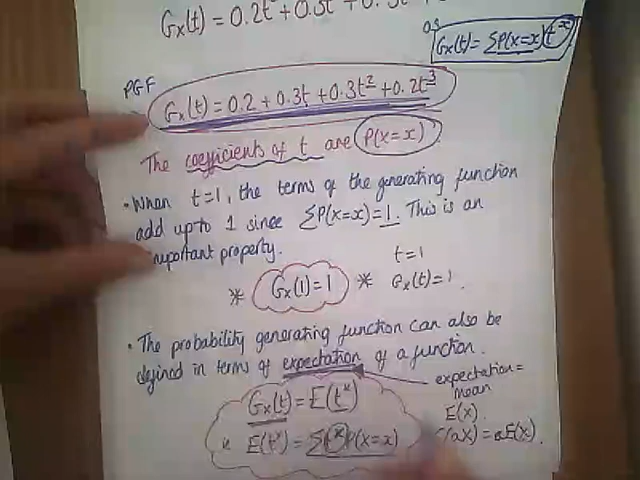 Gx(t) = 0.2t⁰ + 0.3t
as
Gx(t) = ΣP(X=x)t^x
PGF
Gx(t) = 0.2 + 0.3t + 0.3t² + 0.2t³
The coefficients of t are P(X=x).
• When t=1, the terms of the generating function
add up to 1 since ΣP(X=x)=1. This is an
important property.
t=1
* Gx(1)=1 * Gx(t)=1.
• The probability generating function can also be
defined in terms of expectation of a function.
expectation =
mean
Gx(t) = E(t^x)
E(x)
E(t^x) = Σt^x P(X=x)
(aX) = aE(X).